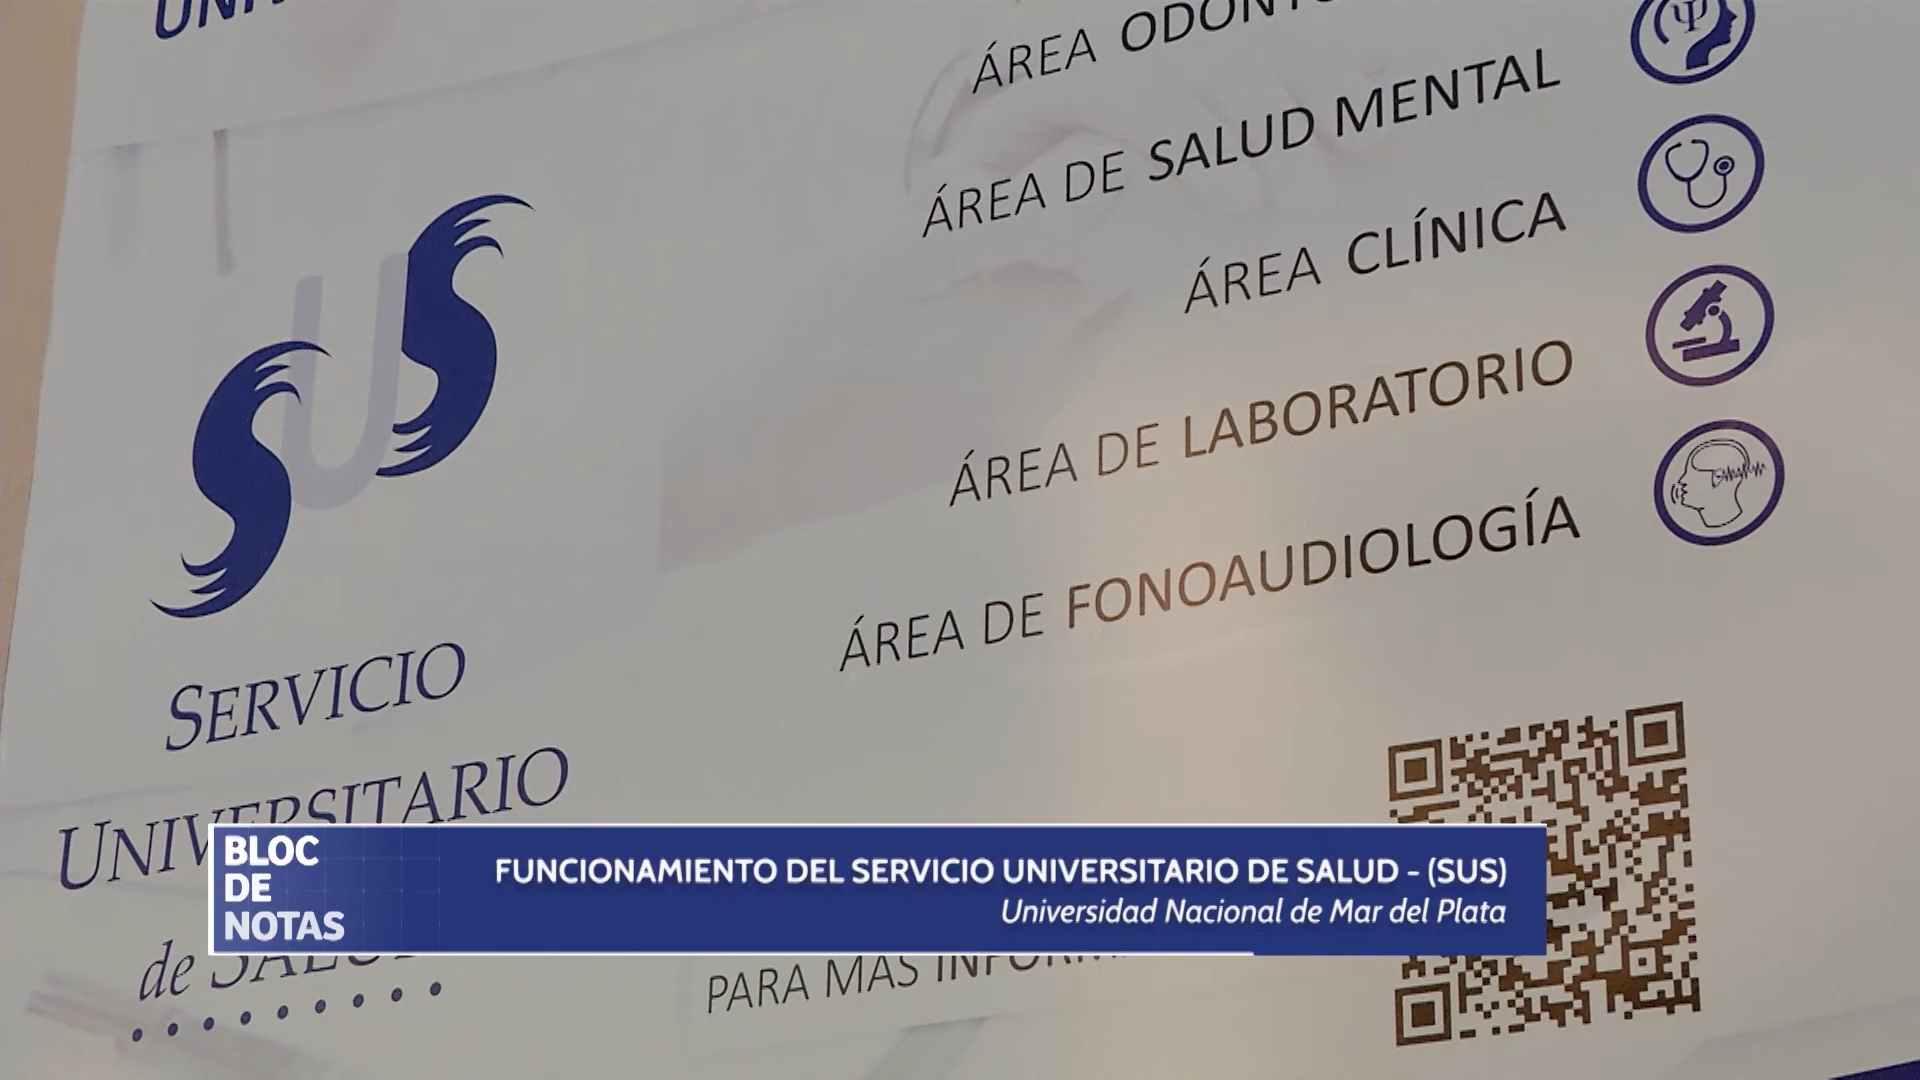 ÁREA
ÁREA DE SALUD MENTAL
ÁREA CLÍNICA
ÁREA DE LABORATORIO
ÁREA DE FONOAUDIOLOGÍA
SUS
SERVICIO
UNIVERSITARIO
de SALUD
PARA MAS
BLOC
DE
NOTAS
FUNCIONAMIENTO DEL SERVICIO UNIVERSITARIO DE SALUD - (SUS)
Universidad Nacional de Mar del Plata